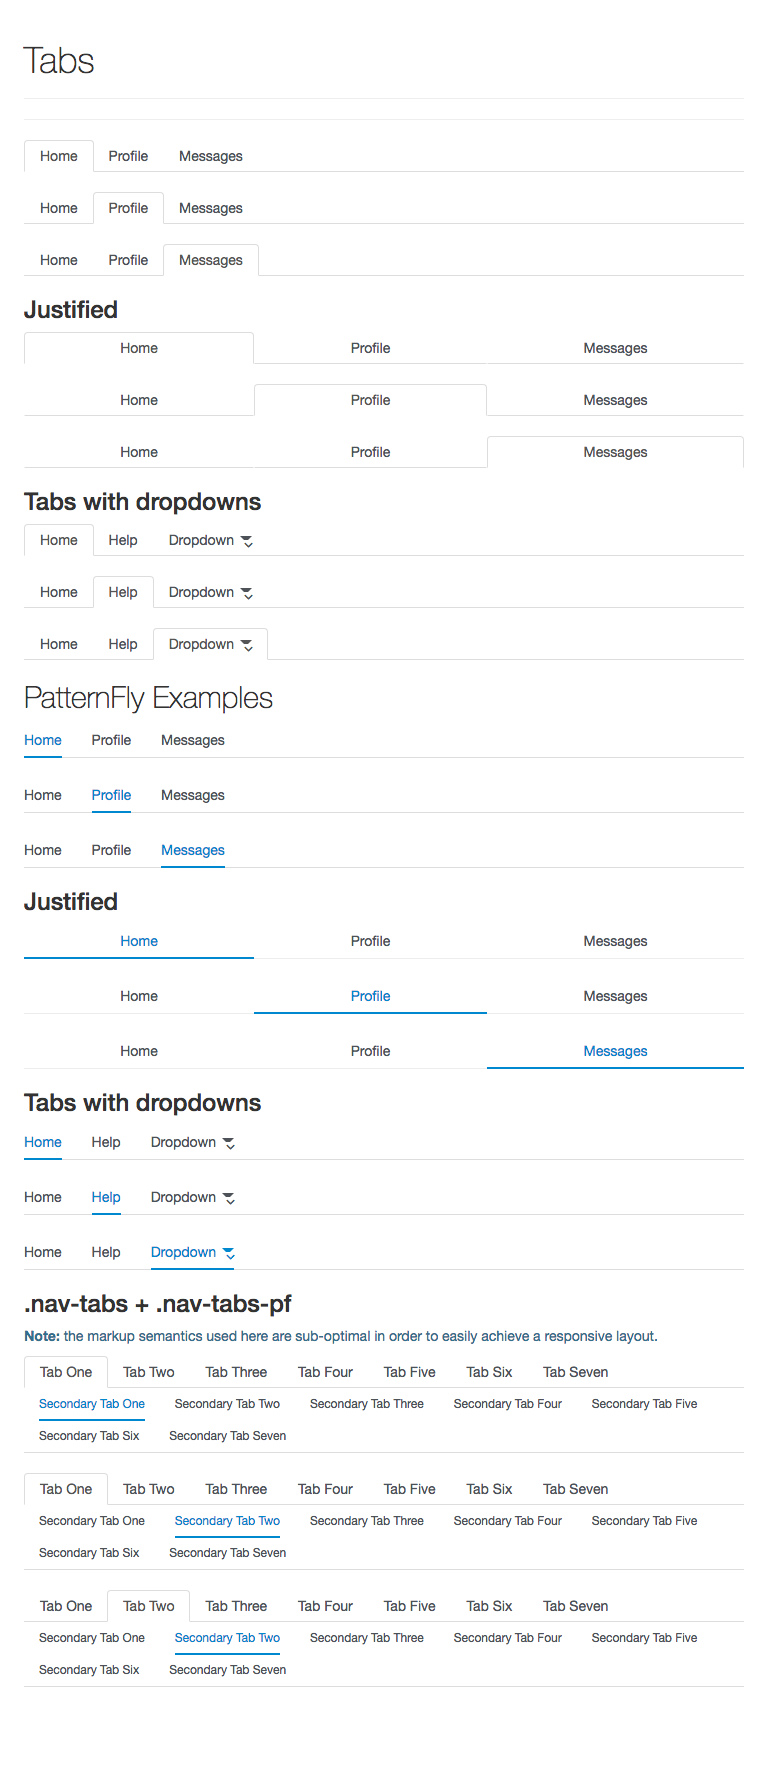 Tabs
Home Profile Messages
Home Profile Messages
Home Profile Messages
Justified
Home Profile Messages
Home Profile Messages
Home Profile Messages
Tabs with dropdowns
Home Help Dropdown
Home Help Dropdown
Home Help Dropdown
PatternFly Examples
Home Profile Messages
Home Profile Messages
Home Profile Messages
Justified
Home Profile Messages
Home Profile Messages
Home Profile Messages
Tabs with dropdowns
Home Help Dropdown
Home Help Dropdown
Home Help Dropdown
.nav-tabs + .nav-tabs-pf
Note: the markup semantics used here are sub-optimal in order to easily achieve a responsive layout.
Tab One Tab Two Tab Three Tab Four Tab Five Tab Six Tab Seven
Secondary Tab One Secondary Tab Two Secondary Tab Three Secondary Tab Four Secondary Tab Five
Secondary Tab Six Secondary Tab Seven
Tab One Tab Two Tab Three Tab Four Tab Five Tab Six Tab Seven
Secondary Tab One Secondary Tab Two Secondary Tab Three Secondary Tab Four Secondary Tab Five
Secondary Tab Six Secondary Tab Seven
Tab One Tab Two Tab Three Tab Four Tab Five Tab Six Tab Seven
Secondary Tab One Secondary Tab Two Secondary Tab Three Secondary Tab Four Secondary Tab Five
Secondary Tab Six Secondary Tab Seven